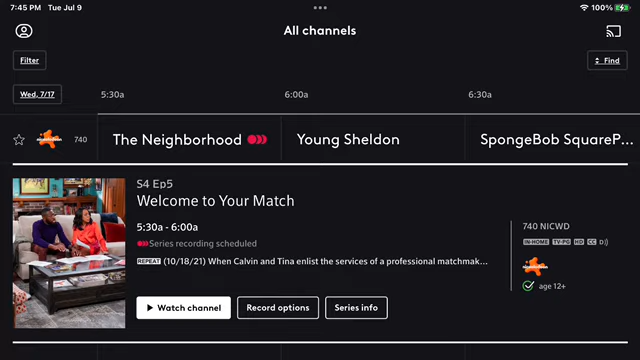 7:45 PM Tue Jul 9
100%
All channels
Filter
Find
Wed, 7/17
5:30a 6:00a 6:30a
nickelodeon 740 The Neighborhood Young Sheldon SpongeBob SquareP...
S4 Ep5
Welcome to Your Match
5:30a - 6:00a
Series recording scheduled
REPEAT (10/18/21) When Calvin and Tina enlist the services of a professional matchmak...
740 NICWD
IN-HOME TV-PG HD CC D))
nickelodeon
age 12+
Watch channel Record options Series info